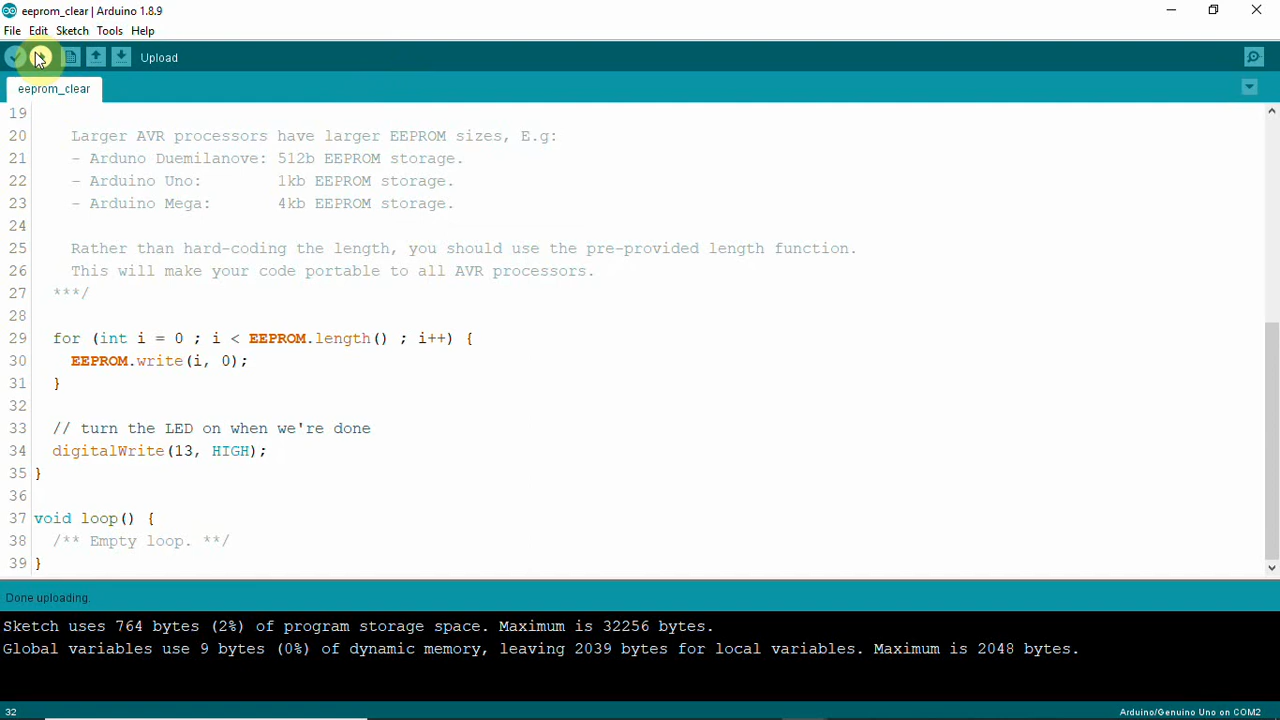 eeprom_clear | Arduino 1.8.9
File Edit Sketch Tools Help
Upload
eeprom_clear
19
20 Larger AVR processors have larger EEPROM sizes, E.g:
21 - Arduno Duemilanove: 512b EEPROM storage.
22 - Arduino Uno: 1kb EEPROM storage.
23 - Arduino Mega: 4kb EEPROM storage.
24
25 Rather than hard-coding the length, you should use the pre-provided length function.
26 This will make your code portable to all AVR processors.
27 ***/
28
29 for (int i = 0 ; i < EEPROM.length() ; i++) {
30 EEPROM.write(i, 0);
31 }
32
33 // turn the LED on when we're done
34 digitalWrite(13, HIGH);
35 }
36
37 void loop() {
38 /** Empty loop. **/
39 }
Done uploading.
Sketch uses 764 bytes (2%) of program storage space. Maximum is 32256 bytes.
Global variables use 9 bytes (0%) of dynamic memory, leaving 2039 bytes for local variables. Maximum is 2048 bytes.
32 Arduino/Genuino Uno on COM2